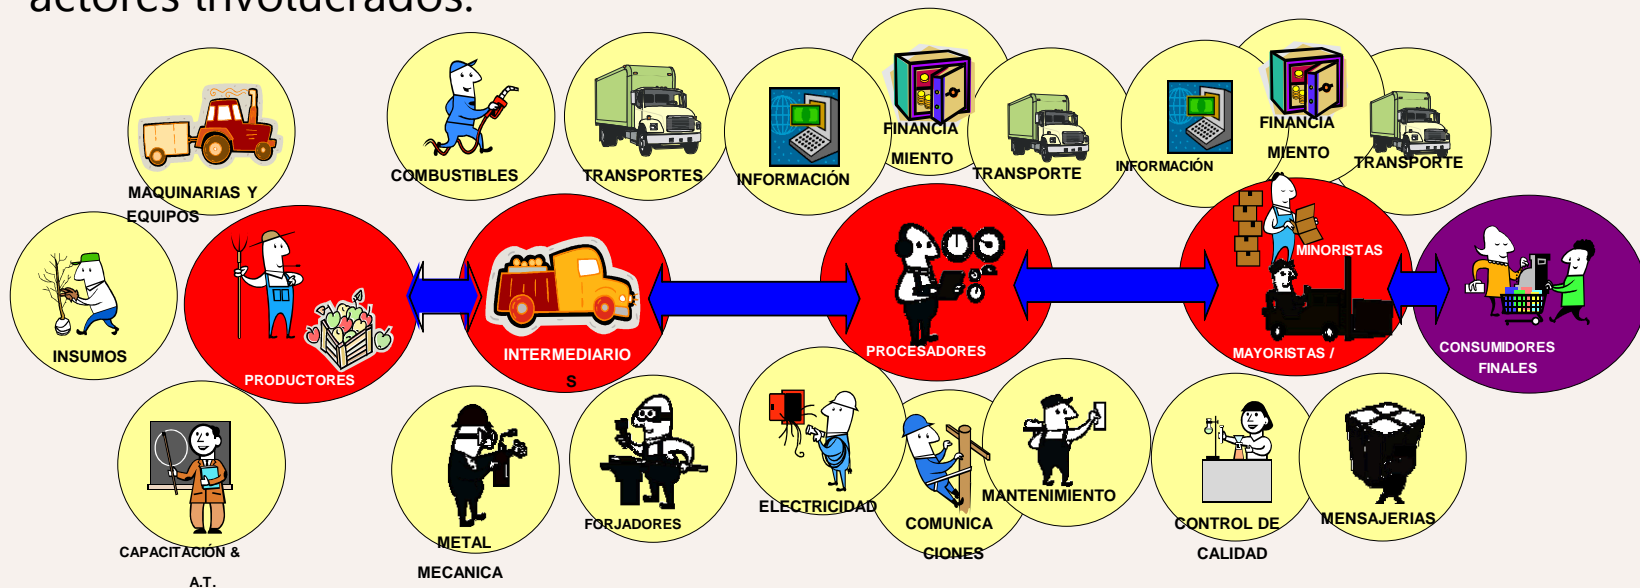 actores involucrados.
FINANCIA
MIENTO
FINANCIA
MIENTO
COMBUSTIBLES
TRANSPORTES
INFORMACIÓN
TRANSPORTE
INFORMACIÓN
TRANSPORTE
MAQUINARIAS Y
EQUIPOS
MINORISTAS
INSUMOS
PRODUCTORES
INTERMEDIARIO
S
PROCESADORES
MAYORISTAS /
CONSUMIDORES
FINALES
CAPACITACIÓN &
A.T.
METAL
MECANICA
FORJADORES
ELECTRICIDAD
COMUNICA
CIONES
MANTENIMIENTO
CONTROL DE
CALIDAD
MENSAJERIAS